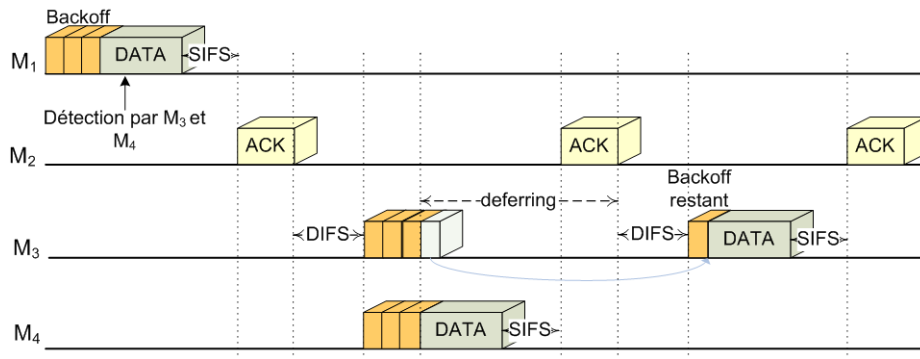 Backoff
M1
DATA
SIFS
Détection par M3 et
M4
M2
ACK
ACK
ACK
deferring
Backoff
restant
M3
DIFS
DIFS
DATA
SIFS
M4
DATA
SIFS